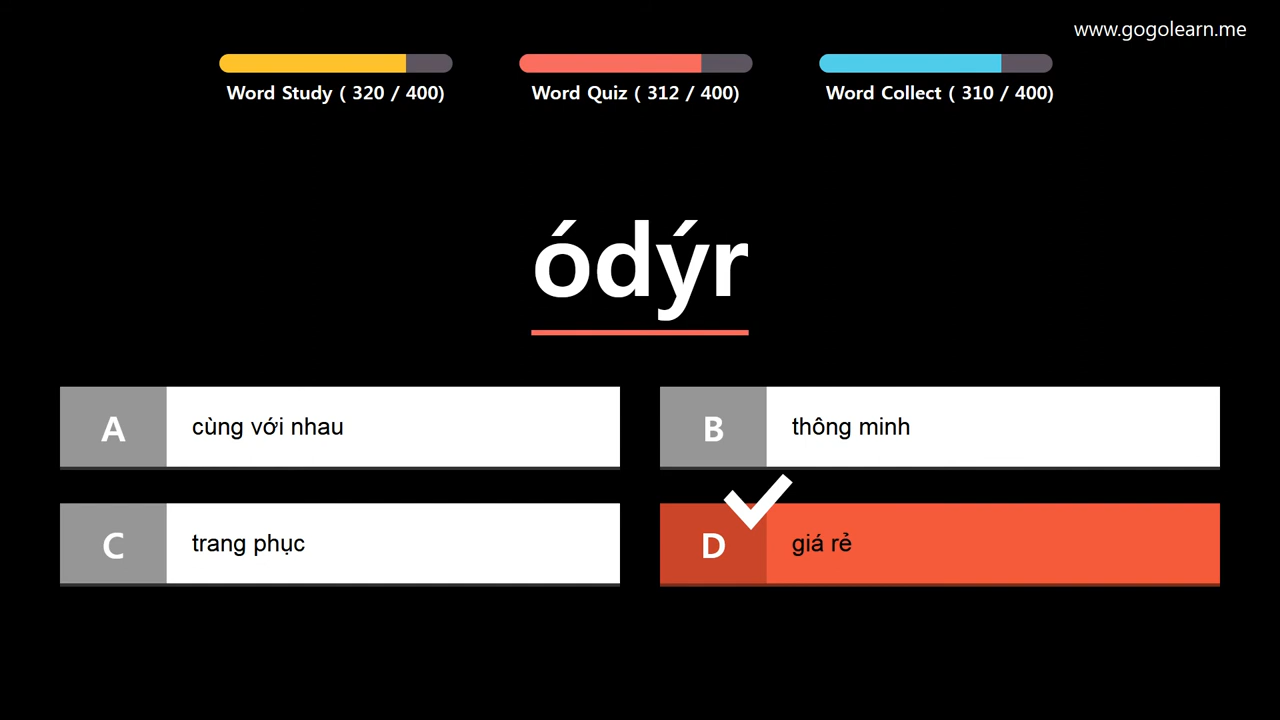 www.gogolearn.me
Word Study ( 320 / 400)
Word Quiz ( 312 / 400)
Word Collect ( 310 / 400)
ódýr
A
cùng với nhau
B
thông minh
C
trang phục
D
giá rẻ